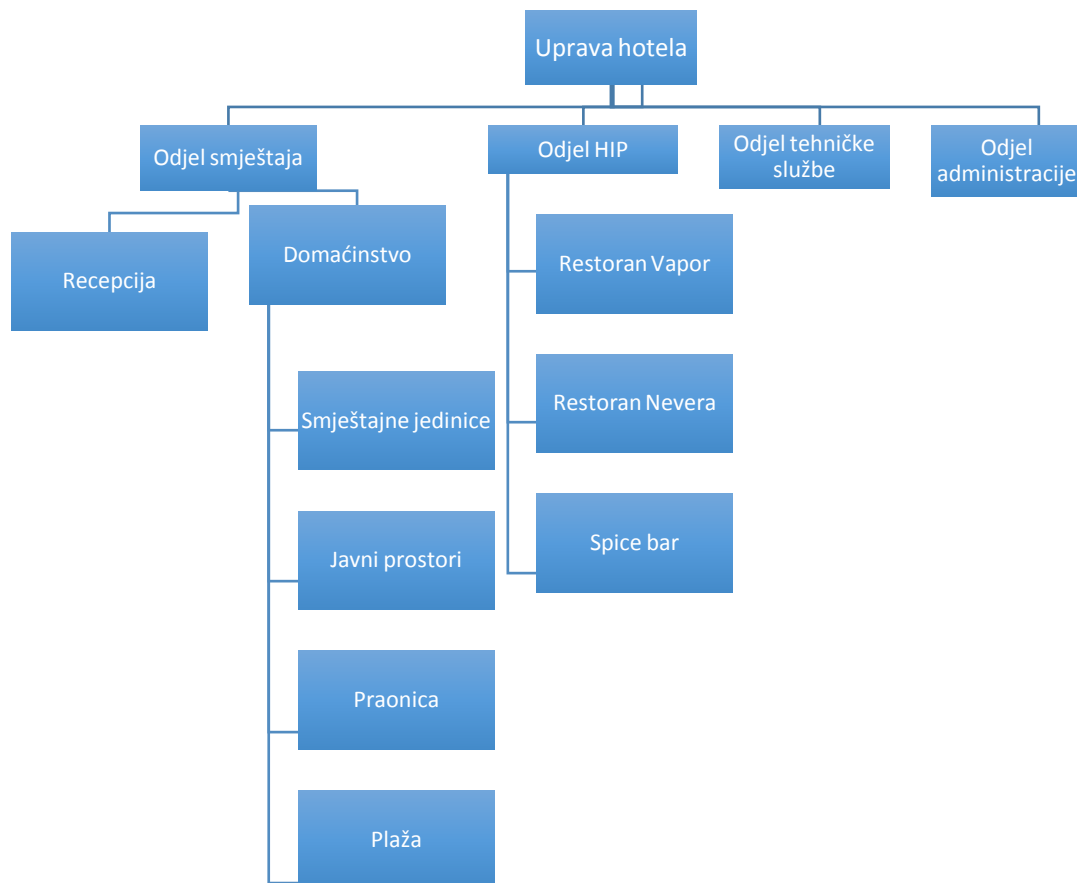 Uprava hotela
Odjel smještaja
Odjel HIP
Odjel tehničke
službe
Odjel
administracije
Recepcija
Domaćinstvo
Restoran Vapor
Smještajne jedinice
Restoran Nevera
Javni prostori
Spice bar
Praonica
Plaža